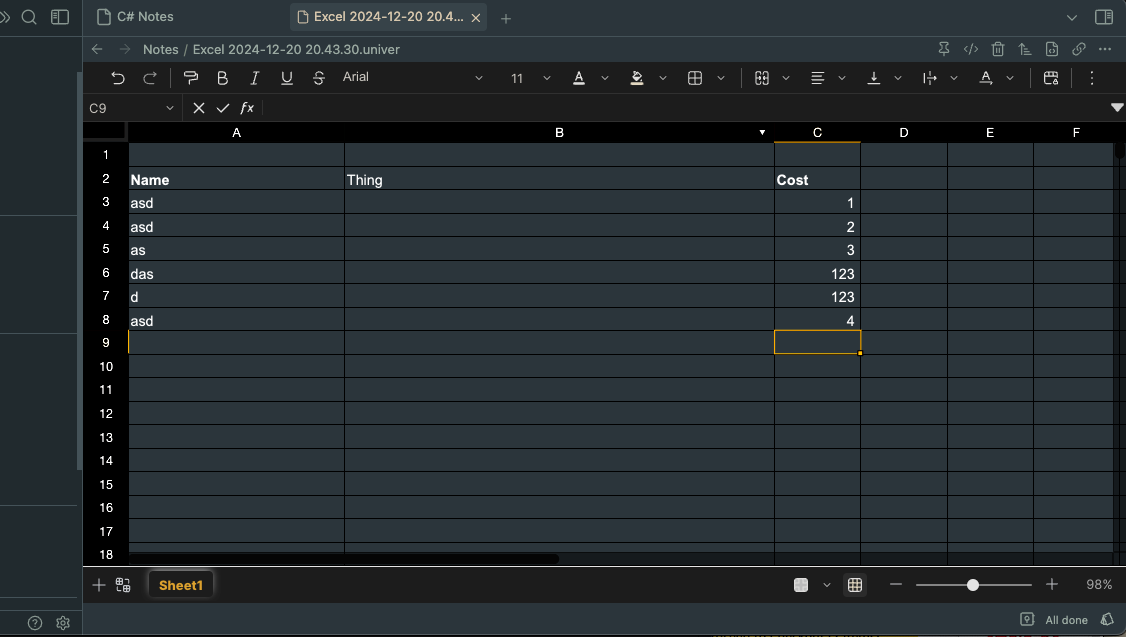 C# Notes
Excel 2024-12-20 20.4...
Notes / Excel 2024-12-20 20.43.30.univer
B I U S Arial 11 A A
C9 fx
A B C D E F
1
2 Name Thing Cost
3 asd 1
4 asd 2
5 as 3
6 das 123
7 d 123
8 asd 4
9
10
11
12
13
14
15
16
17
18
Sheet1 98%
All done